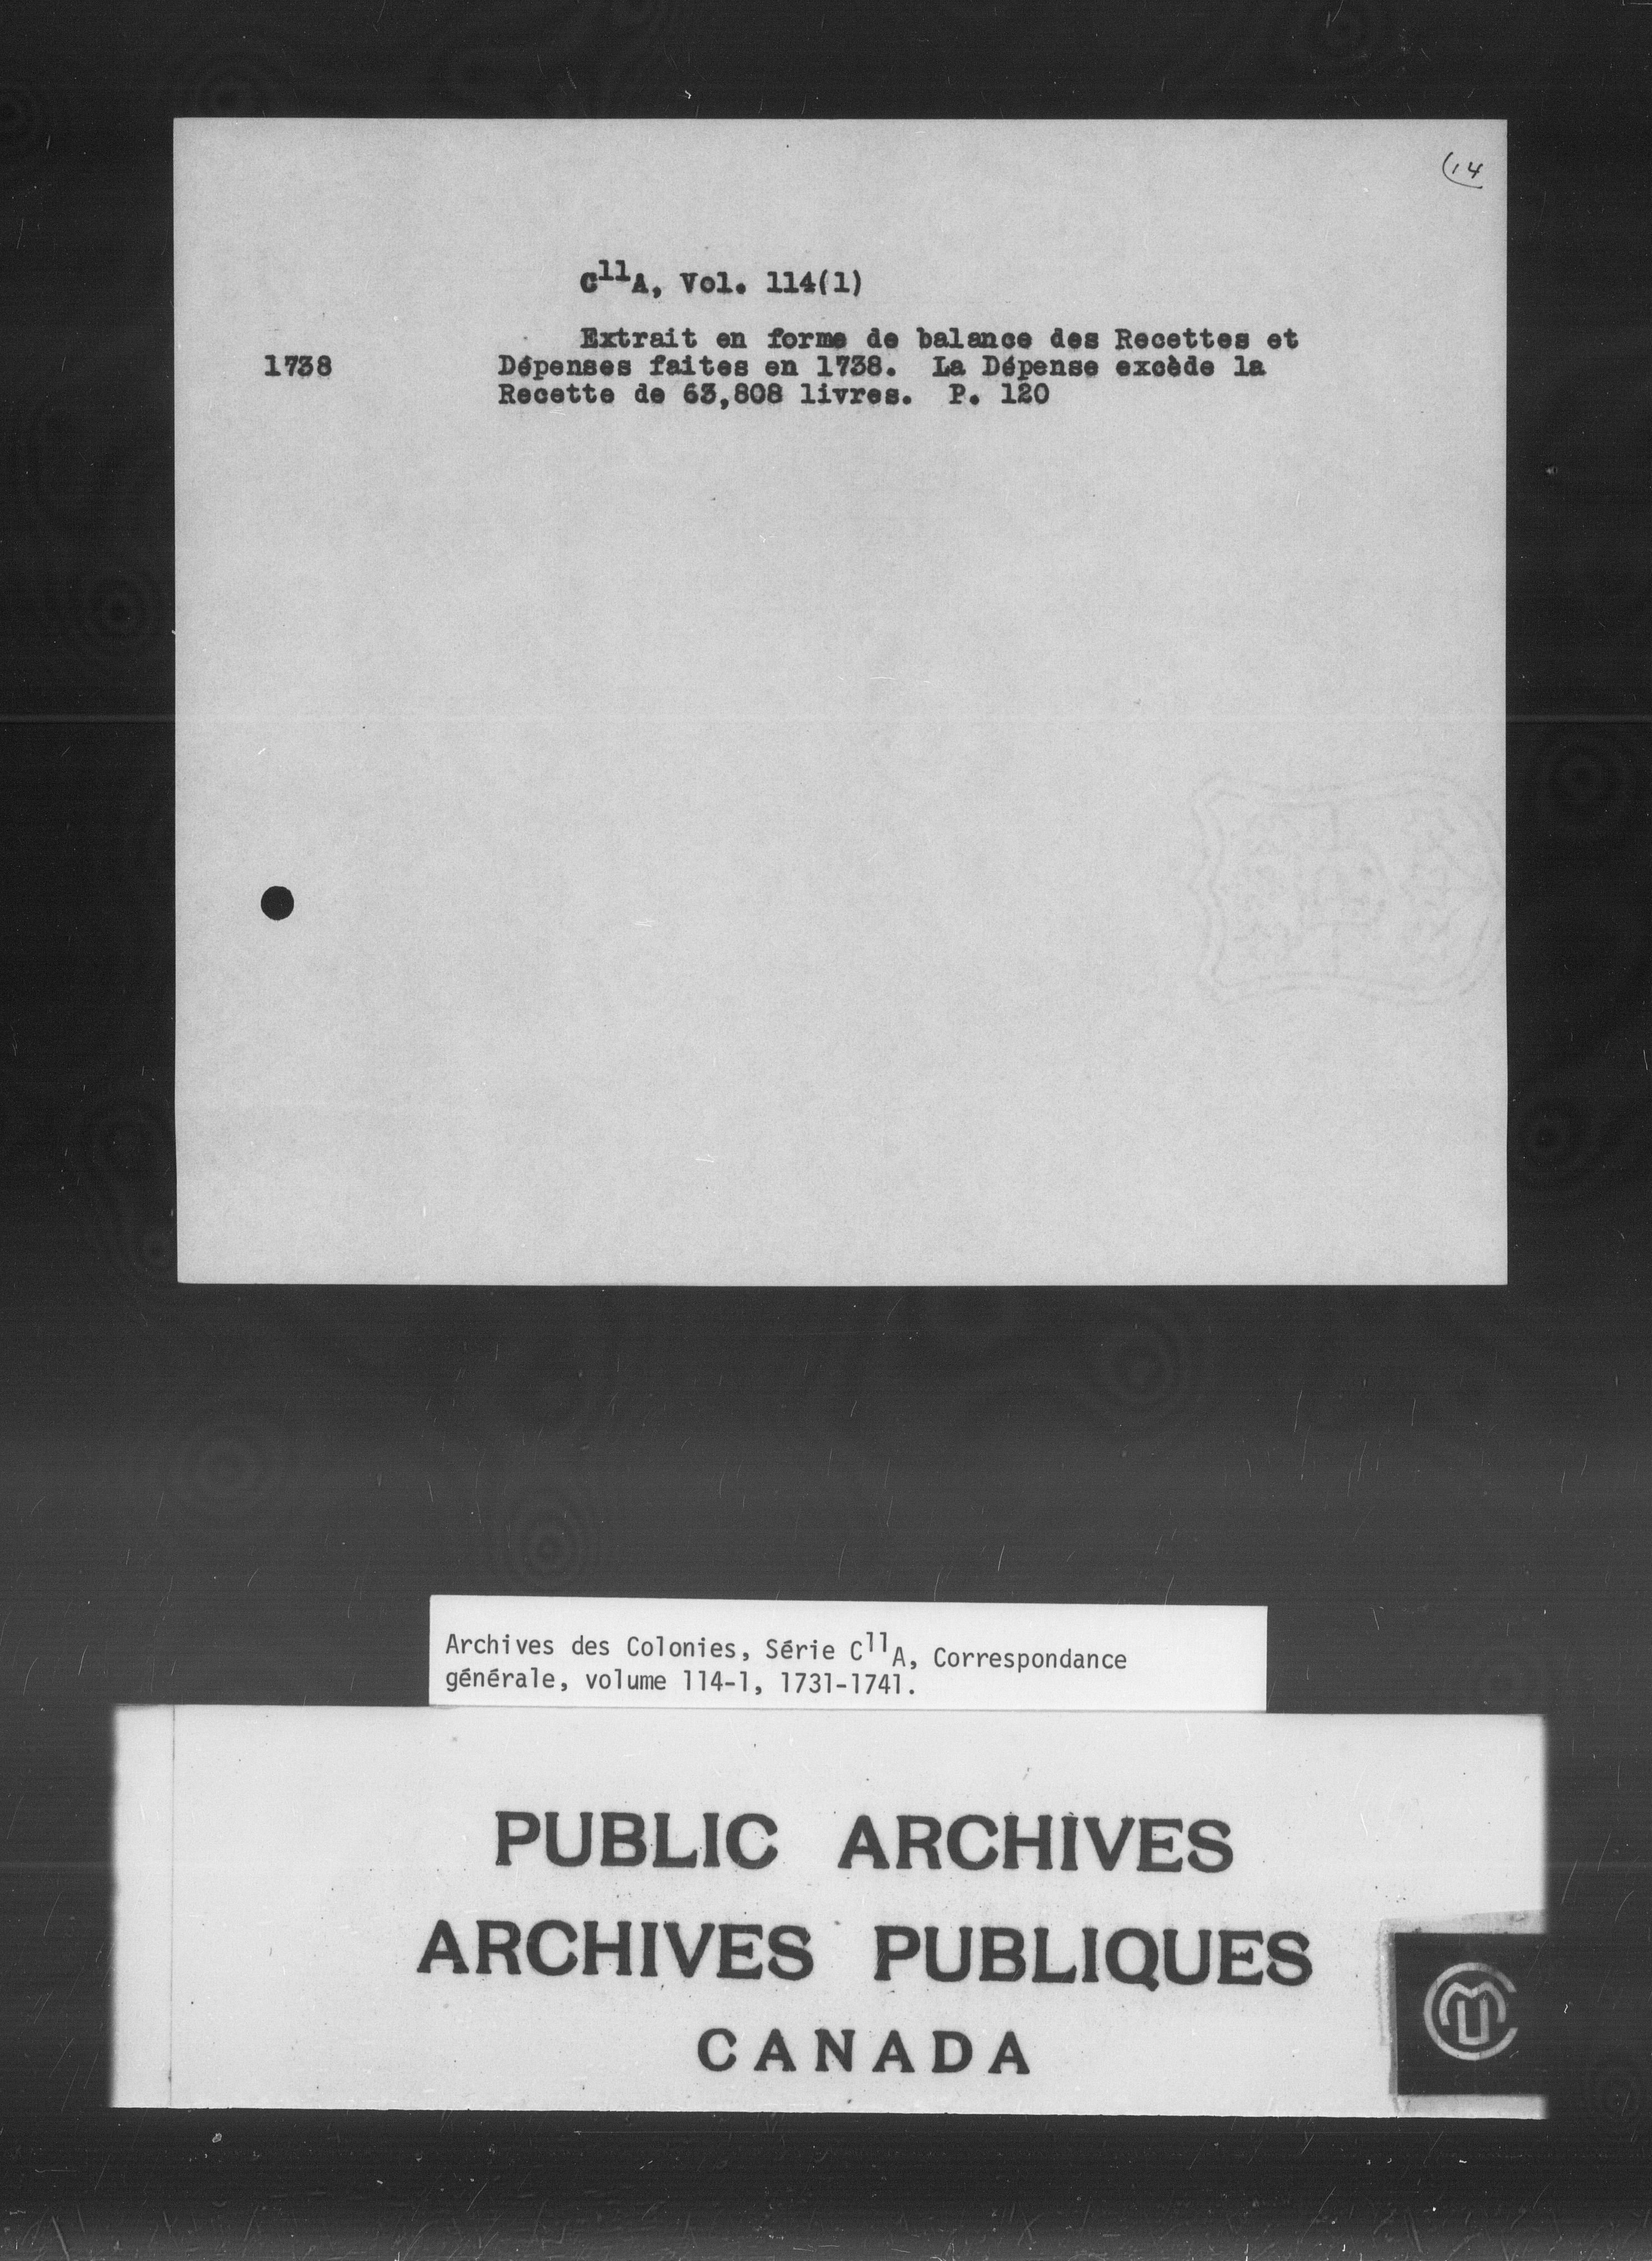 (14
C11A, Vol. 114(1)
Extrait en forme de balance des Recettes et
1738 Dépenses faites en 1738. La Dépense excède la
Recette de 63,808 livres. P. 120
Archives des Colonies, Série C11A, Correspondance
générale, volume 114-1, 1731-1741.
PUBLIC ARCHIVES
ARCHIVES PUBLIQUES
CANADA